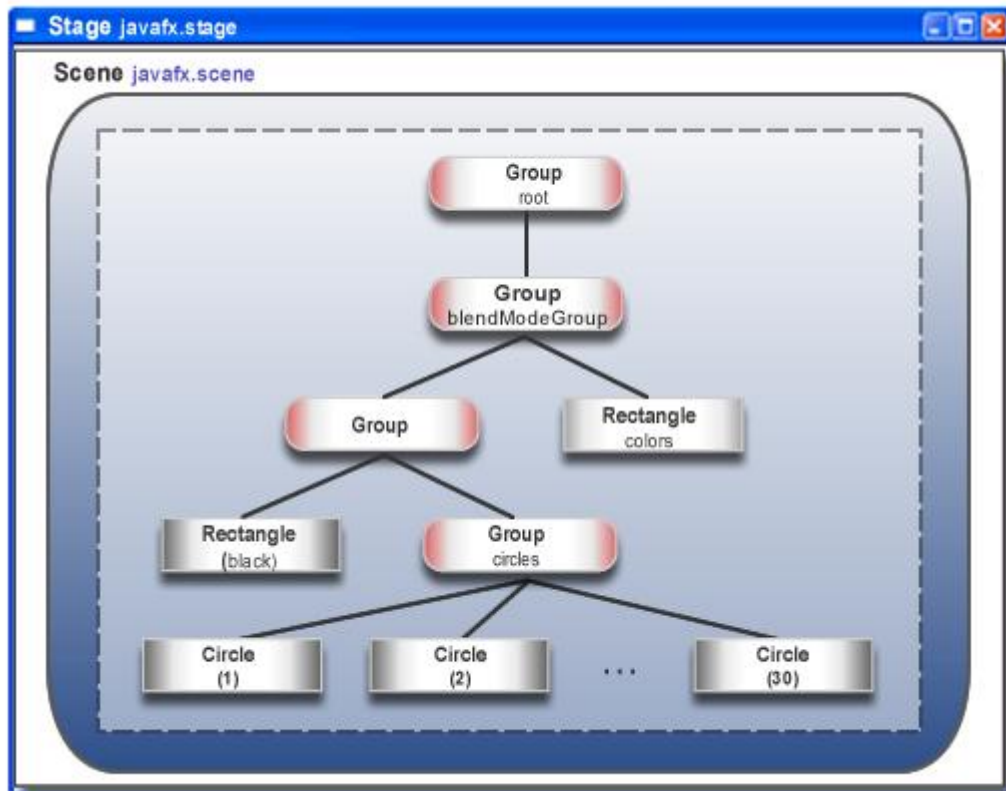 Stage javafx.stage
Scene javafx.scene
Group
root
Group
blendModeGroup
Group
Rectangle
colors
Rectangle
(black)
Group
circles
Circle
(1)
Circle
(2)
...
Circle
(30)